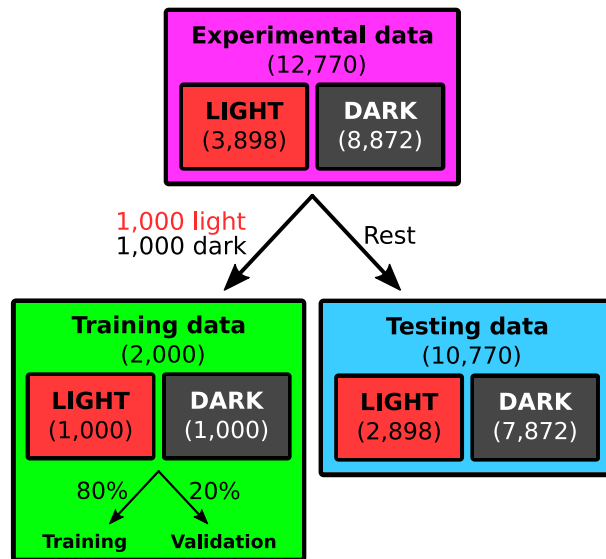 Experimental data
(12,770)
LIGHT
(3,898)
DARK
(8,872)
1,000 light
1,000 dark
Rest
Training data
(2,000)
LIGHT
(1,000)
DARK
(1,000)
80%
20%
Training
Validation
Testing data
(10,770)
LIGHT
(2,898)
DARK
(7,872)